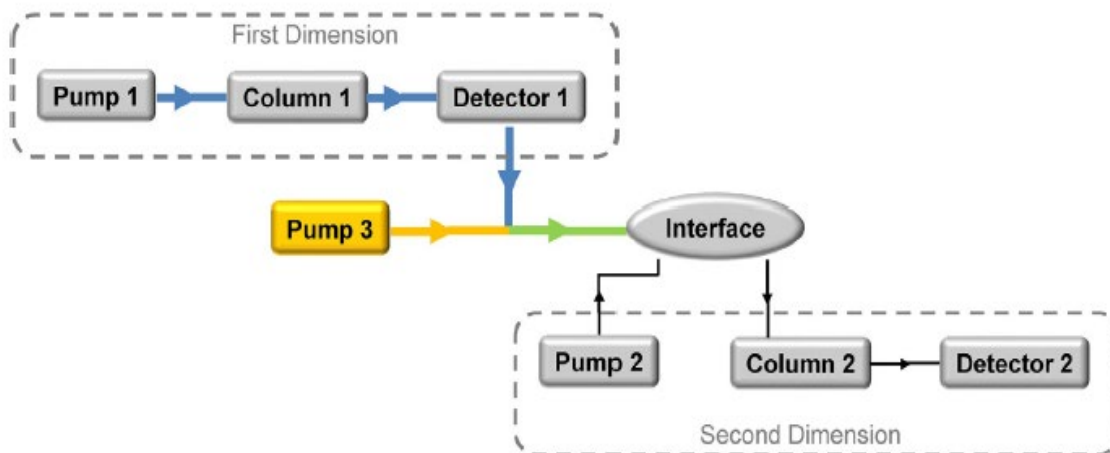 First Dimension
Pump 1
Column 1
Detector 1
Pump 3
Interface
Pump 2
Column 2
Detector 2
Second Dimension